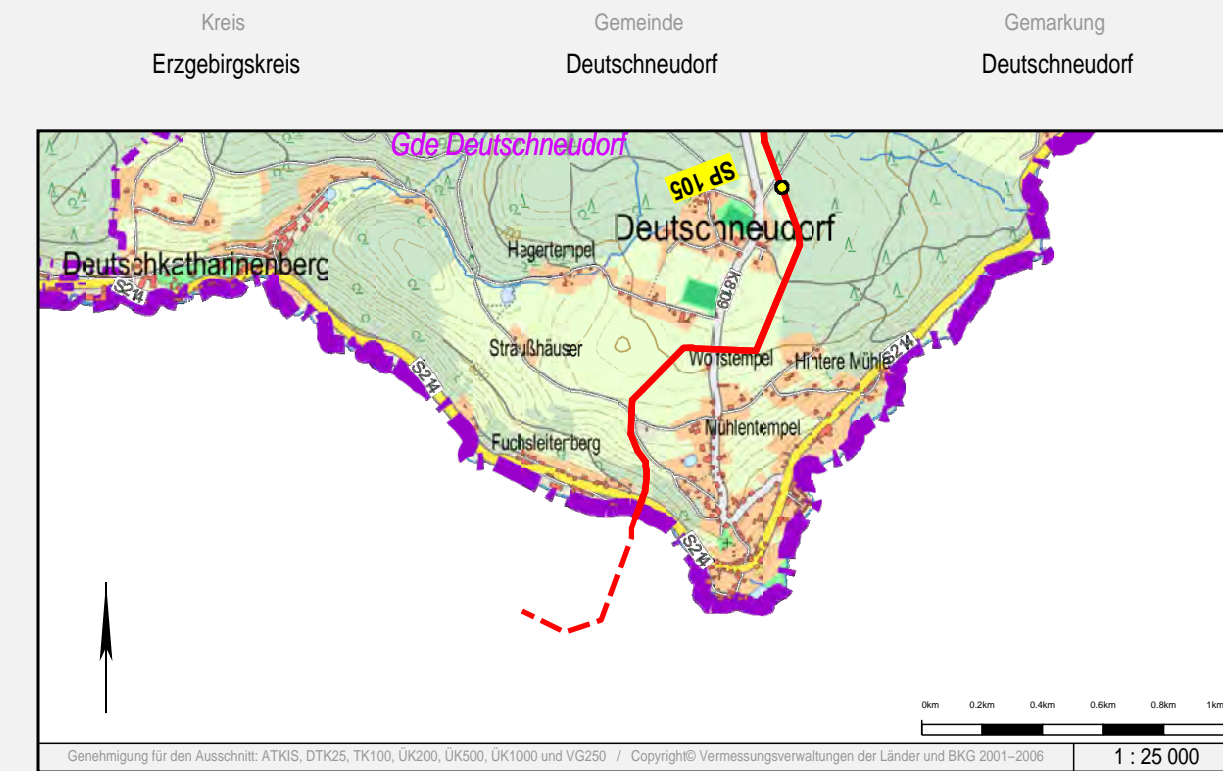 Kreis Gemeinde Gemarkung
Erzgebirgskreis Deutschneudorf Deutschneudorf
Gde Deutschneudorf
SP 105
Deutschneudorf
Hagertempel
Deutschkatharinenberg
S214
K8109
Straußhäuser
Wolfstempel
Hintere Mühle
S214
S214
Mühlentempel
Fuchsleiterberg
S214
0km 0.2km 0.4km 0.6km 0.8km 1km
Genehmigung für den Ausschnitt: ATKIS, DTK25, TK100, ÜK200, ÜK500, ÜK1000 und VG250 / Copyright© Vermessungsverwaltungen der Länder und BKG 2001–2006
1 : 25 000